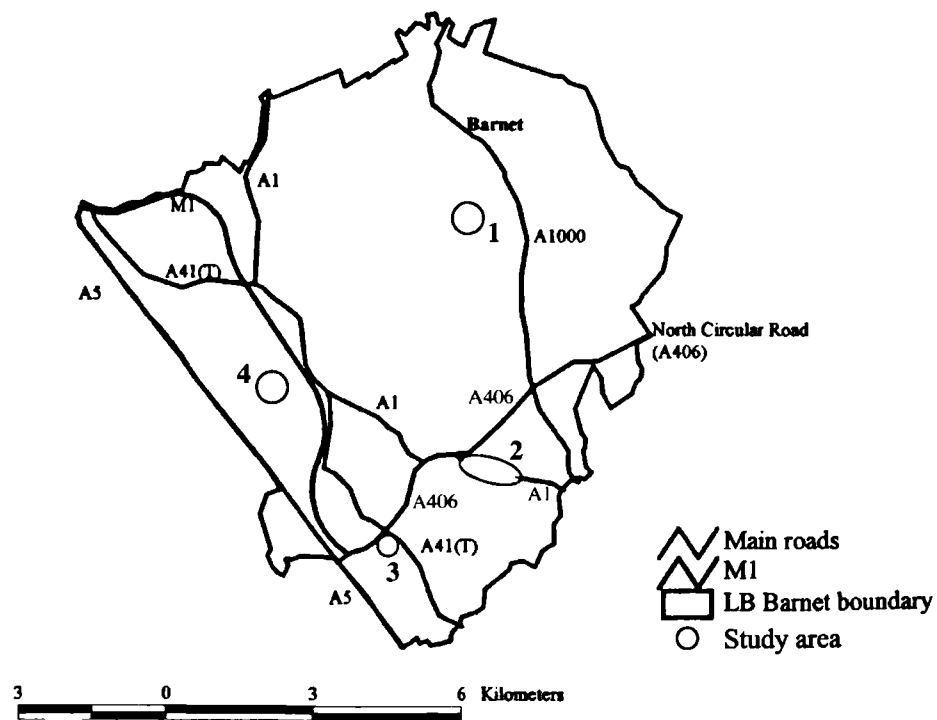 Barnet
A1
M1
1
A1000
A41(T)
A5
North Circular Road
(A406)
4
A406
A1
2
A1
A406
A41(T)
3
A5
Main roads
M1
LB Barnet boundary
Study area
3 0 3 6 Kilometers